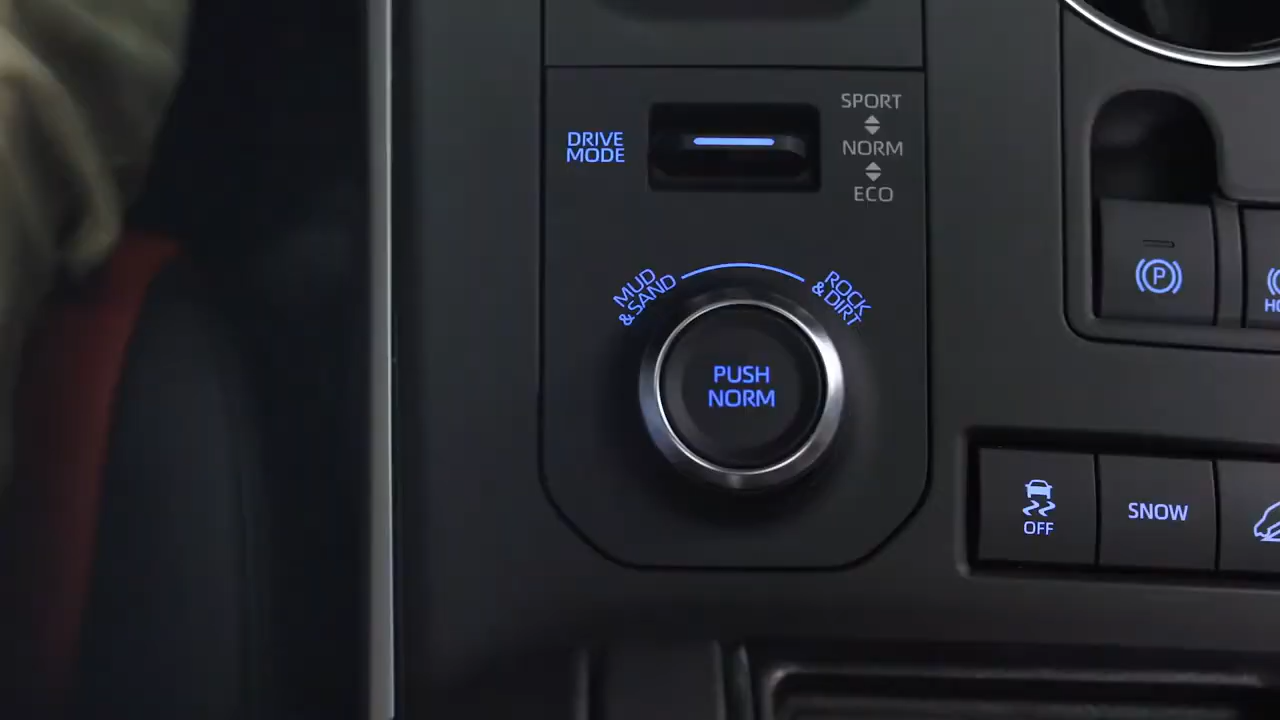 SPORT
DRIVE
MODE
NORM
ECO
MUD
& SAND
ROCK
& DIRT
P
PUSH
NORM
OFF
SNOW